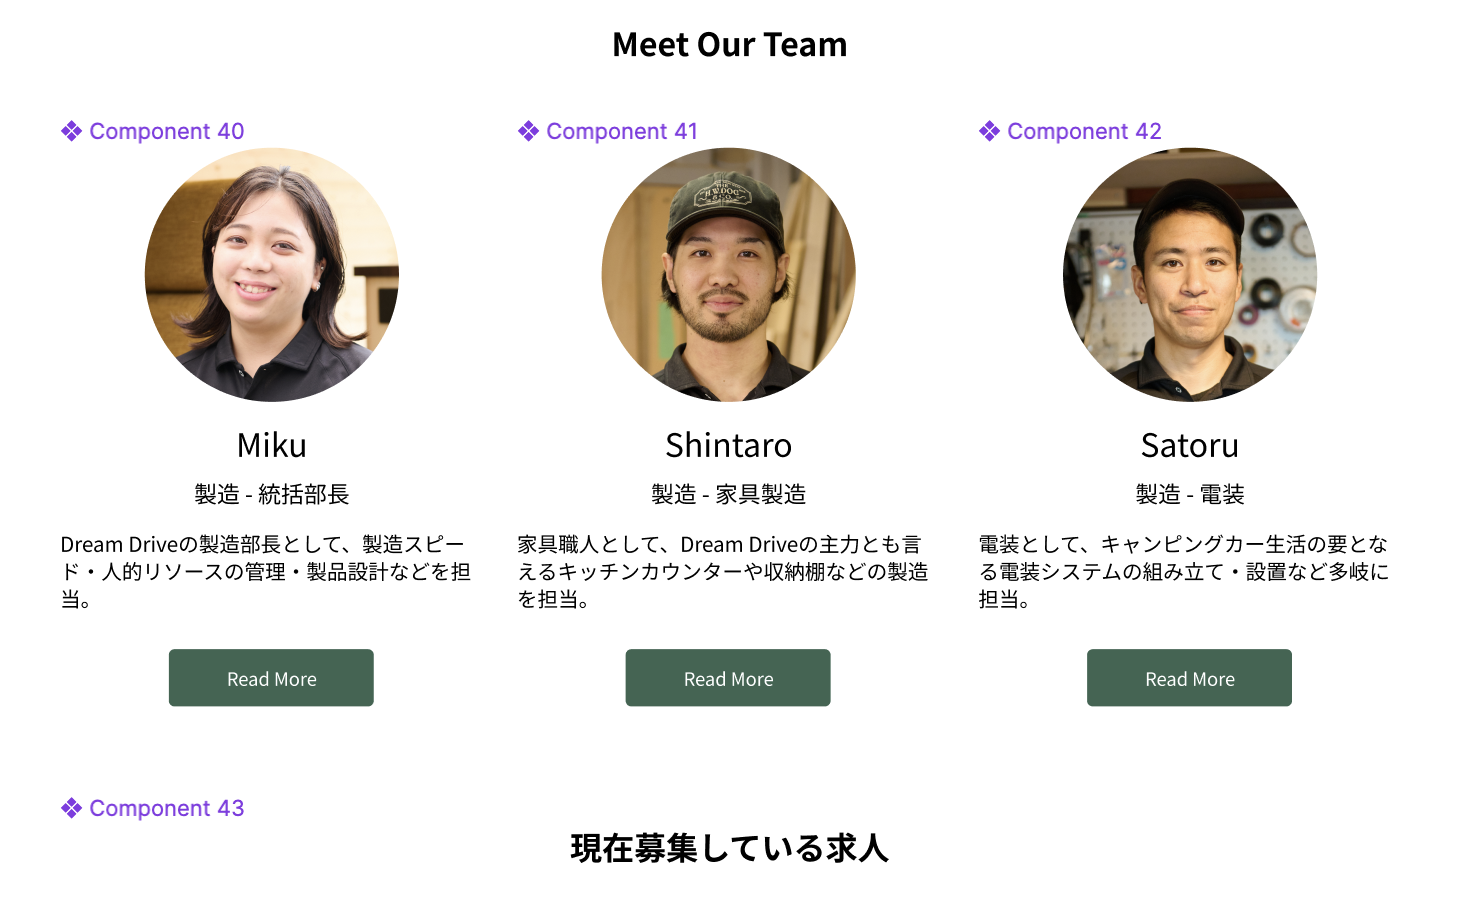 Meet Our Team
Component 40
Component 41
Component 42
THE
H.W.DOG
& CO.
Miku
Shintaro
Satoru
製造 - 統括部長
製造 - 家具製造
製造 - 電装
Dream Driveの製造部長として、製造スピー
ド・人的リソースの管理・製品設計などを担
当。
家具職人として、Dream Driveの主力とも言
えるキッチンカウンターや収納棚などの製造
を担当。
電装として、キャンピングカー生活の要とな
る電装システムの組み立て・設置など多岐に
担当。
Read More
Read More
Read More
Component 43
現在募集している求人